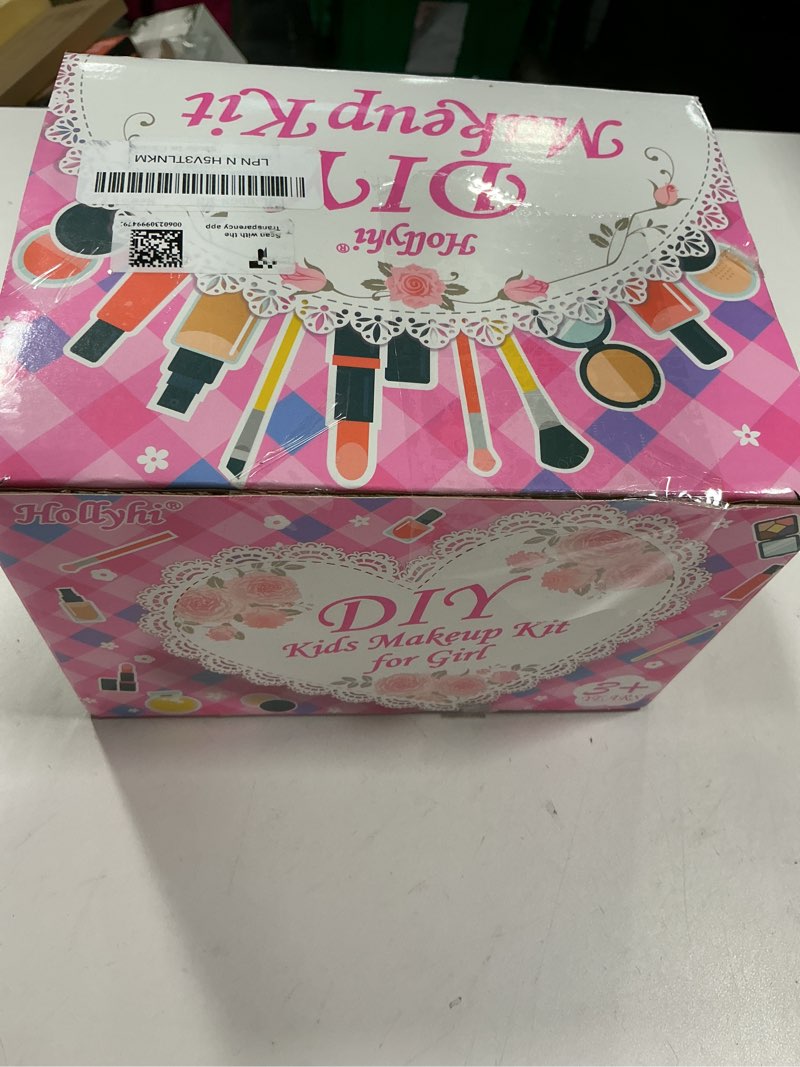 Hollyhi®
DIY
Makeup Kit
LPN N H5V3TLNKM
Scan with the
Transparency app
Hollyhi®
DIY
Kids Makeup Kit
for Girl
3+
YEARS